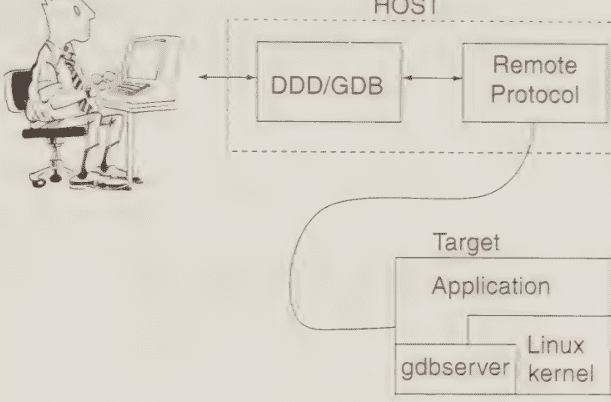 HOST
DDD/GDB
Remote
Protocol
Target
Application
gdbserver
Linux
kernel